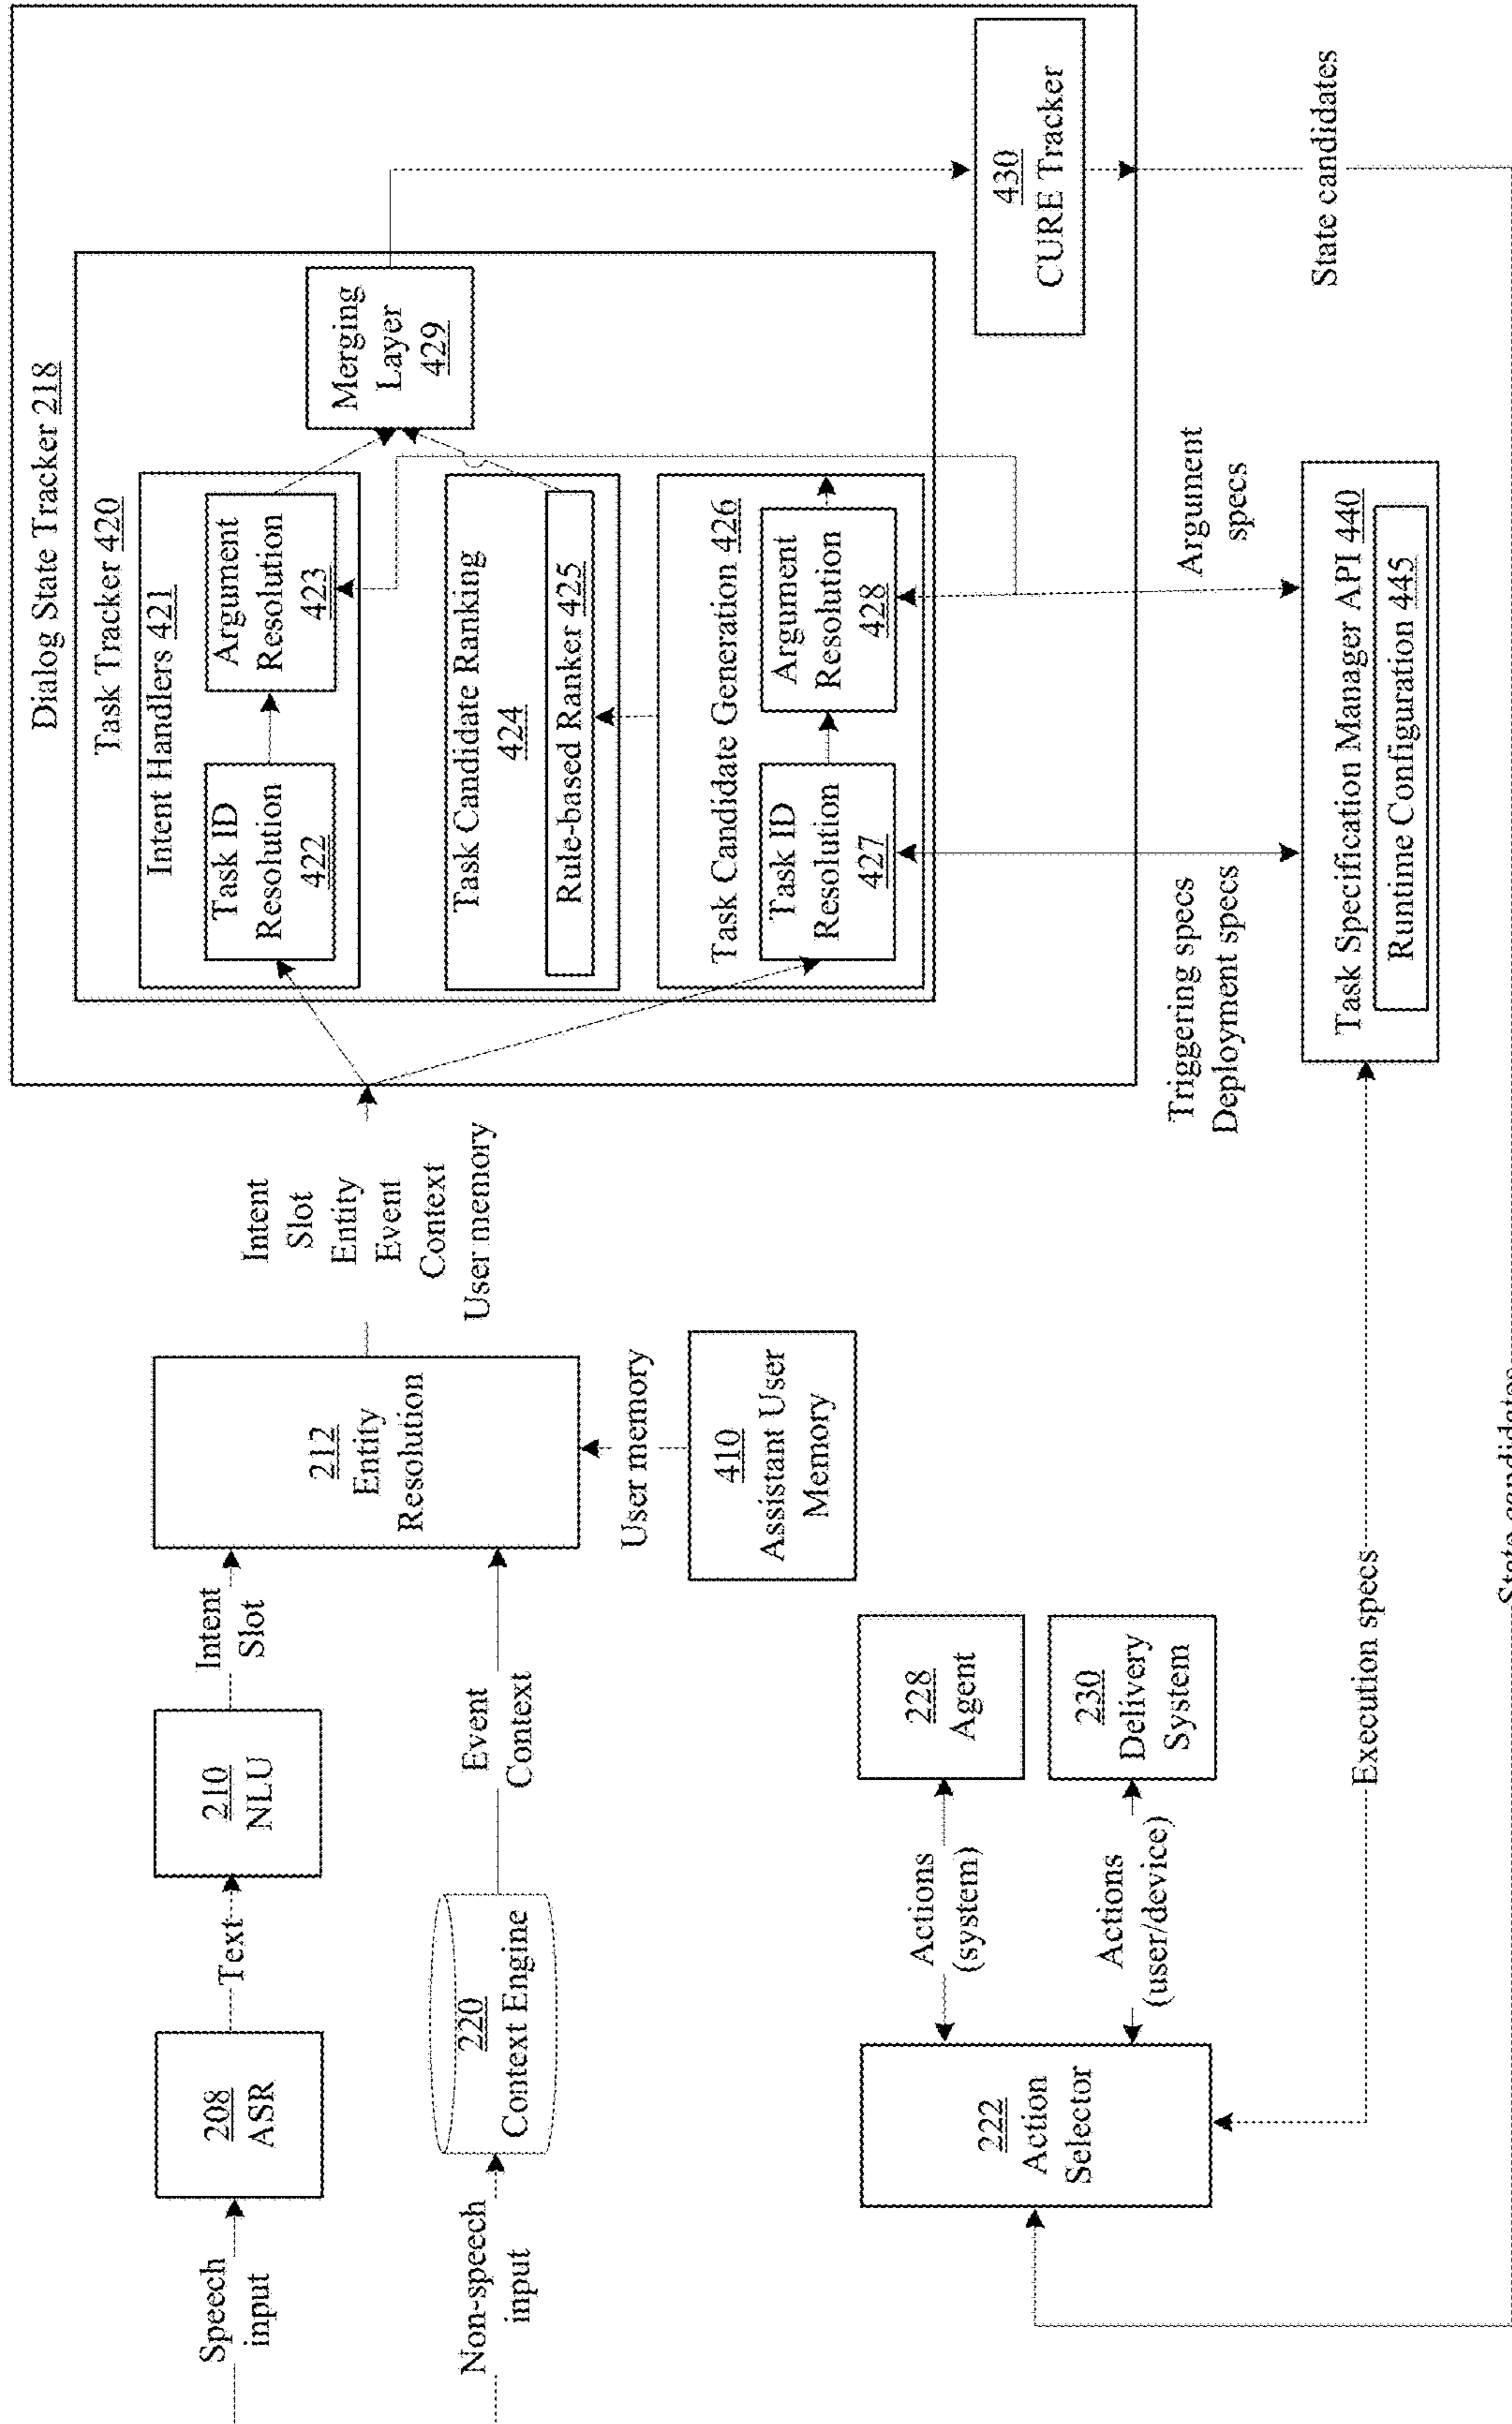 Speech
input
208
ASR
Text
210
NLU
Intent
Slot
Non-speech
input
220
Context Engine
Event
Context
212
Entity
Resolution
User memory
410
Assistant User
Memory
Intent
Slot
Entity
Event
Context
User memory
Dialog State Tracker 218
Task Tracker 420
Intent Handlers 421
Task ID
Resolution
422
Argument
Resolution
423
Task Candidate Ranking
424
Rule-based Ranker 425
Task Candidate Generation 426
Task ID
Resolution
427
Argument
Resolution
428
Merging
Layer
429
430
CURE Tracker
State candidates
Triggering specs
Deployment specs
Argument
specs
Task Specification Manager API 440
Runtime Configuration 445
Execution specs
222
Action
Selector
Actions
(system)
228
Agent
Actions
(user/device)
230
Delivery
System
State candidates